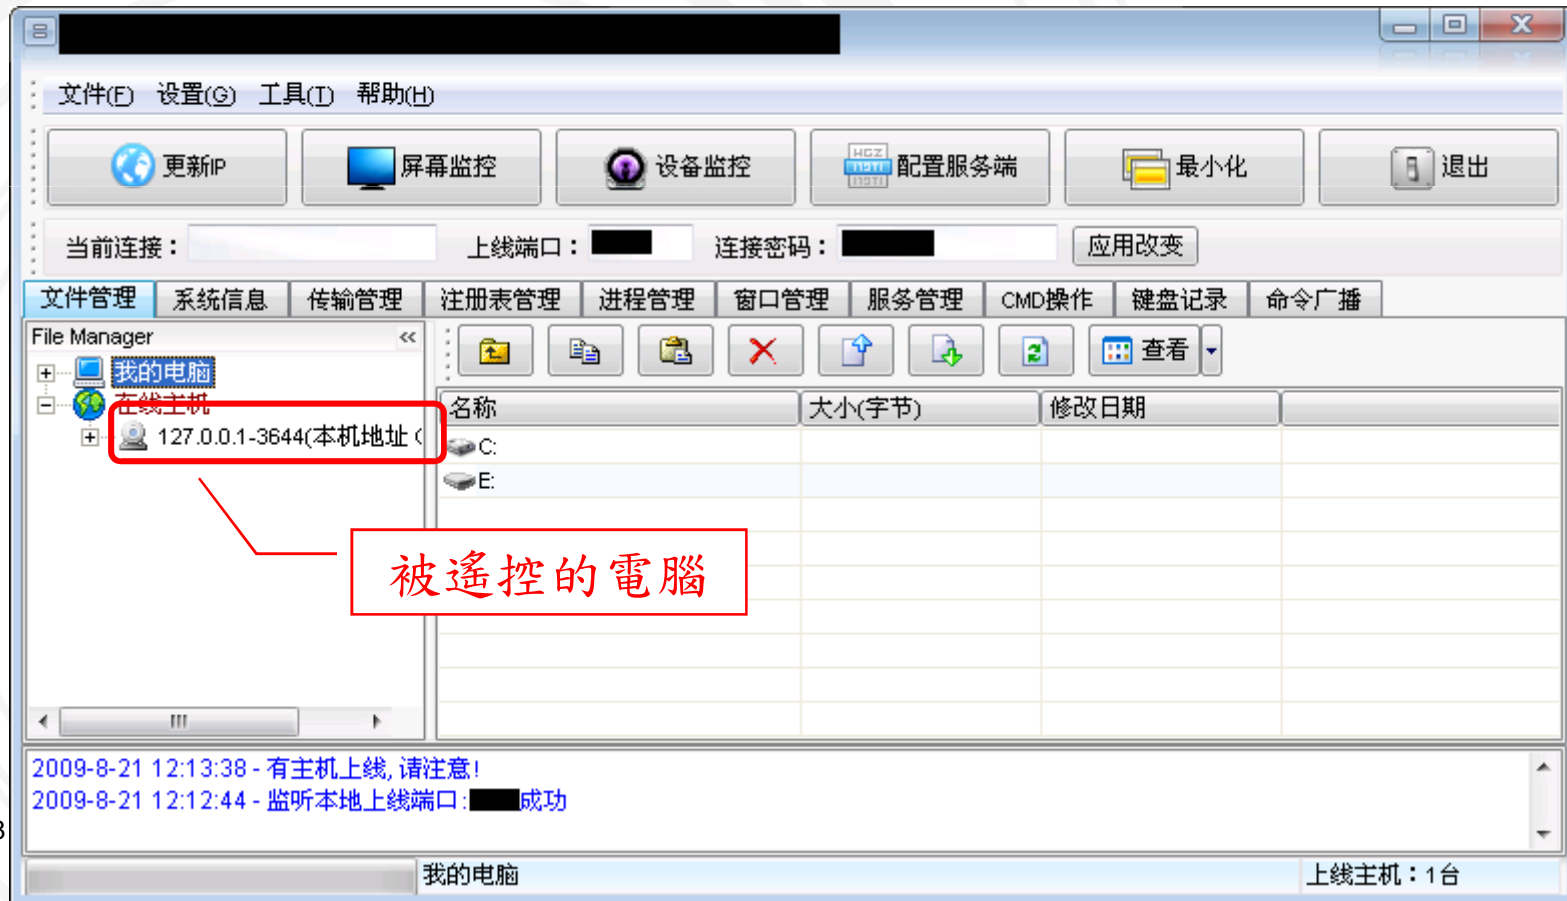 文件(F) 设置(G) 工具(T) 帮助(H)
更新IP 屏幕监控 设备监控 HGZ 配置服务端 最小化 退出
当前连接： 上线端口： 连接密码： 应用改变
文件管理 系统信息 传输管理 注册表管理 进程管理 窗口管理 服务管理 CMD操作 键盘记录 命令广播
File Manager «
查看
我的电脑
在线主机
127.0.0.1-3644(本机地址
名称 大小(字节) 修改日期
C:
E:
被遙控的電腦
2009-8-21 12:13:38 - 有主机上线,请注意!
2009-8-21 12:12:44 - 监听本地上线端口: 成功
3
我的电脑 上线主机：1台